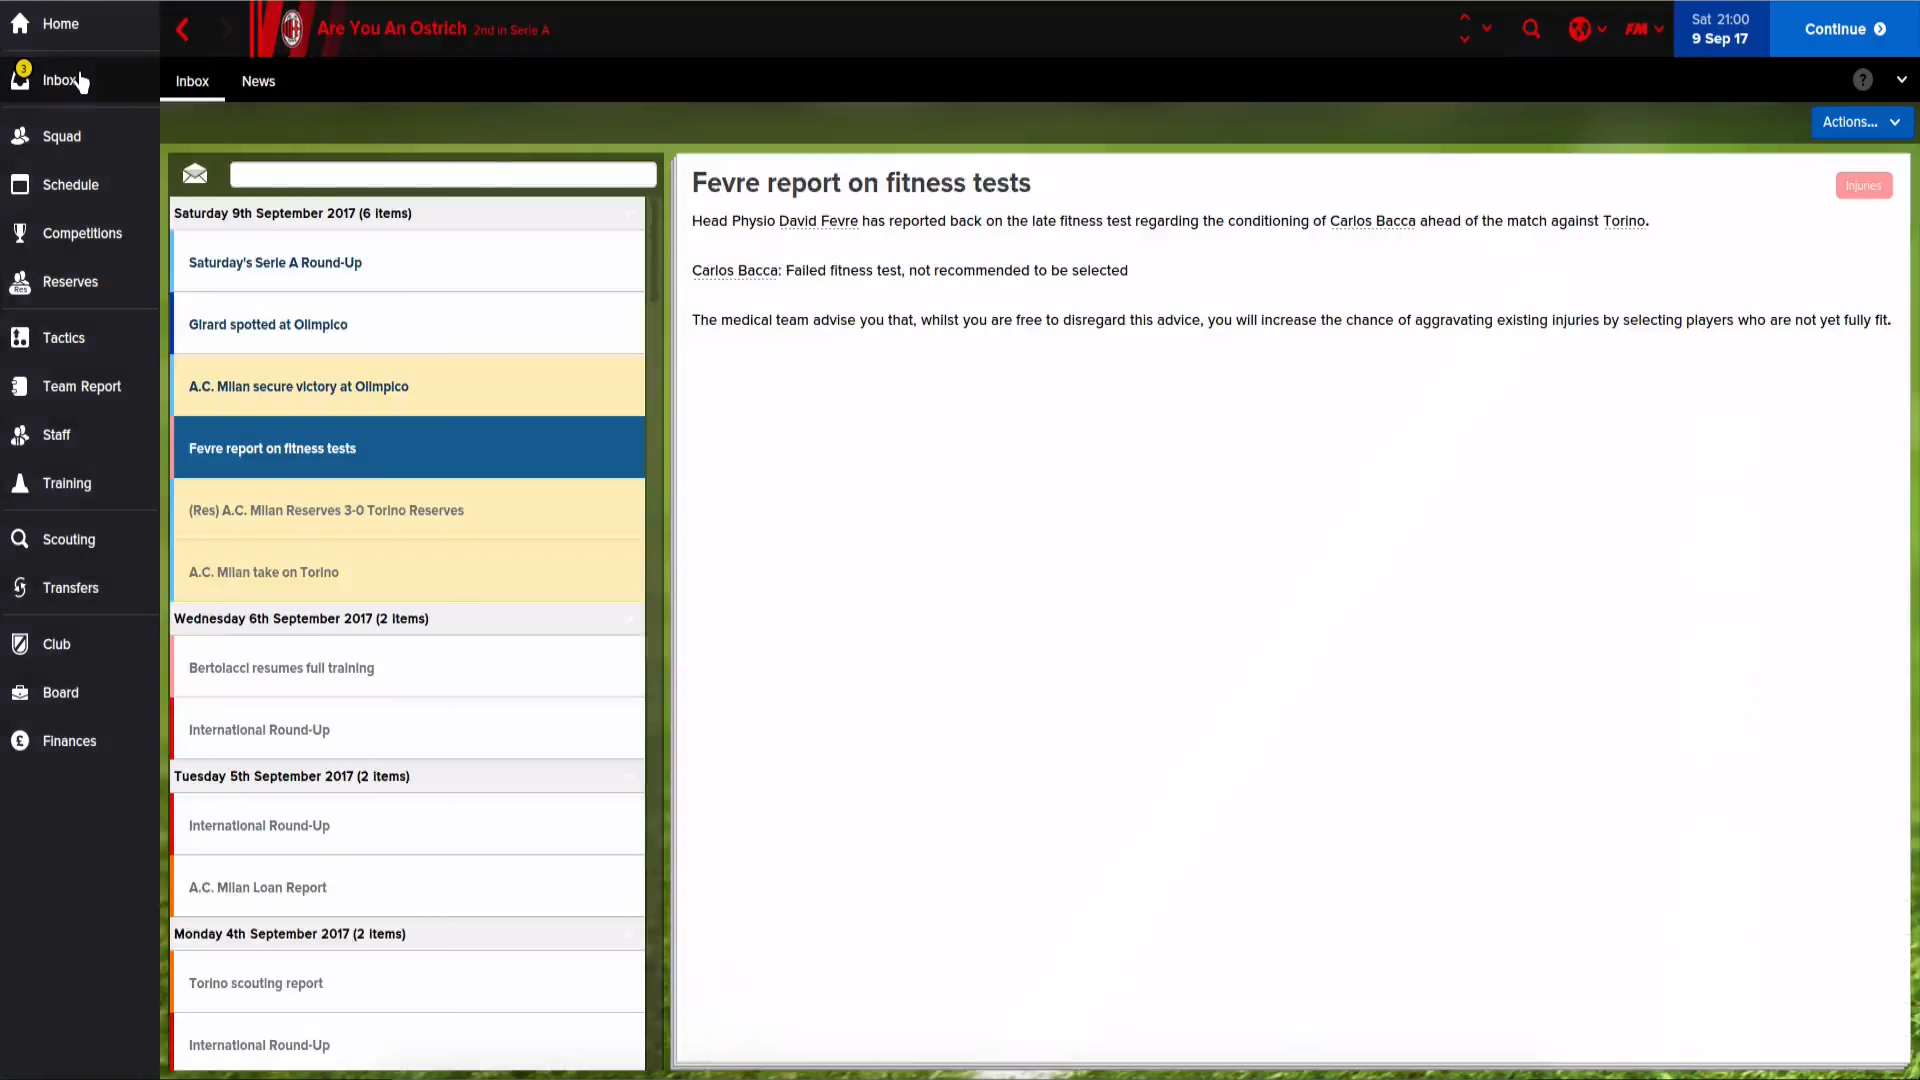 Home
3
Inbox
Squad
Schedule
Competitions
Res
Reserves
Tactics
Team Report
Staff
Training
Scouting
Transfers
Club
Board
£
Finances
Are You An Ostrich 2nd in Serie A
FM
Sat 21:00
9 Sep 17
Continue
Inbox
News
?
Actions...
Saturday 9th September 2017 (6 items)
Saturday's Serie A Round-Up
Girard spotted at Olimpico
A.C. Milan secure victory at Olimpico
Fevre report on fitness tests
(Res) A.C. Milan Reserves 3-0 Torino Reserves
A.C. Milan take on Torino
Wednesday 6th September 2017 (2 items)
Bertolacci resumes full training
International Round-Up
Tuesday 5th September 2017 (2 items)
International Round-Up
A.C. Milan Loan Report
Monday 4th September 2017 (2 items)
Torino scouting report
International Round-Up
Fevre report on fitness tests
Injuries
Head Physio David Fevre has reported back on the late fitness test regarding the conditioning of Carlos Bacca ahead of the match against Torino.
Carlos Bacca: Failed fitness test, not recommended to be selected
The medical team advise you that, whilst you are free to disregard this advice, you will increase the chance of aggravating existing injuries by selecting players who are not yet fully fit.